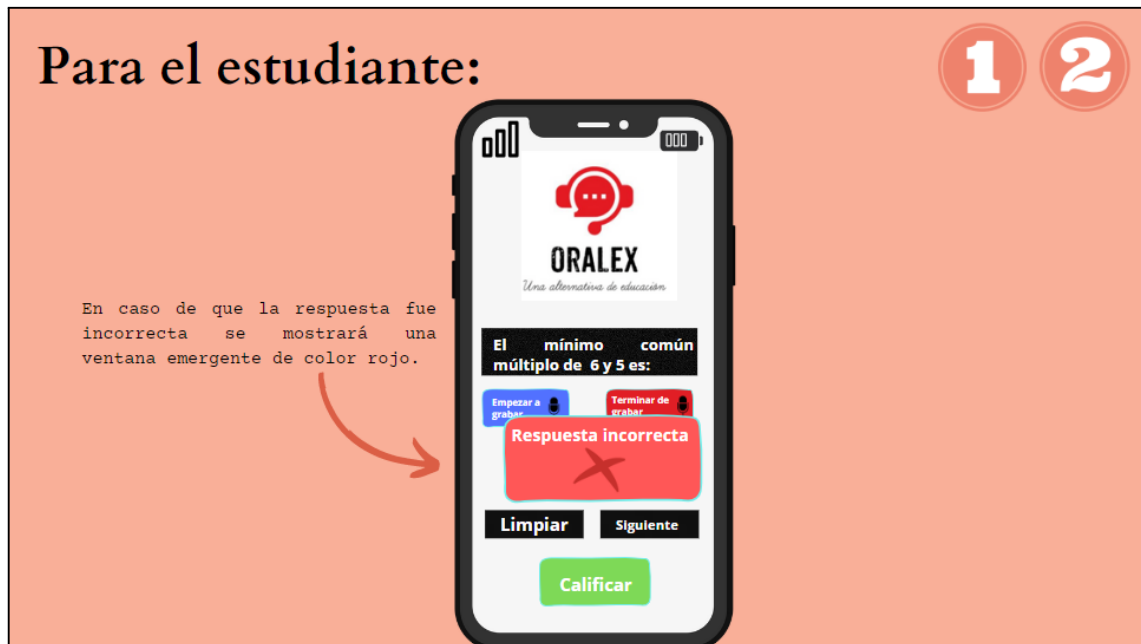 Para el estudiante:
1 2
ORALEX
Una alternativa de educación
En caso de que la respuesta fue
incorrecta se mostrará una
ventana emergente de color rojo.
El mínimo común
múltiplo de 6 y 5 es:
Empezar a
grabar
Terminar de
grabar
Respuesta incorrecta
Limpiar
Siguiente
Calificar